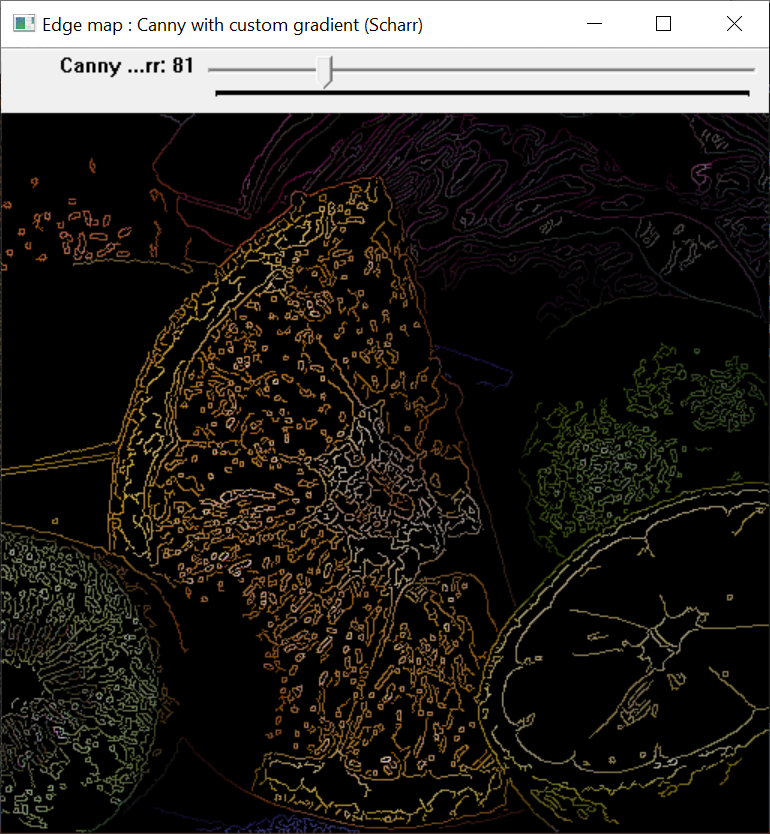 Edge map : Canny with custom gradient (Scharr)
Canny ...rr: 81